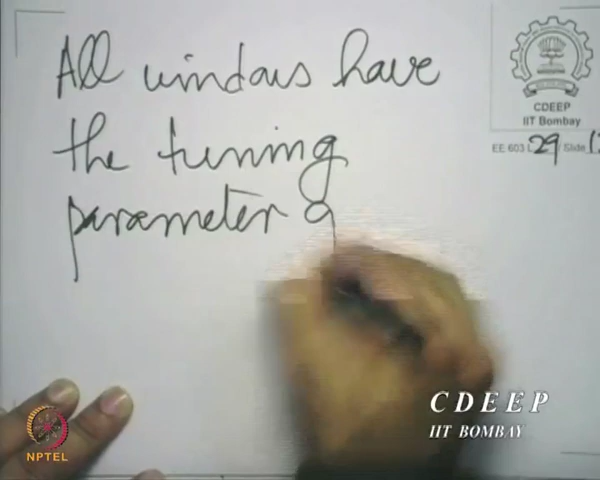 All windows have
the tuning
parameter
CDEEP
IIT Bombay
EE 603 L 29 / Slide
CDEEP
IIT BOMBAY
NPTEL